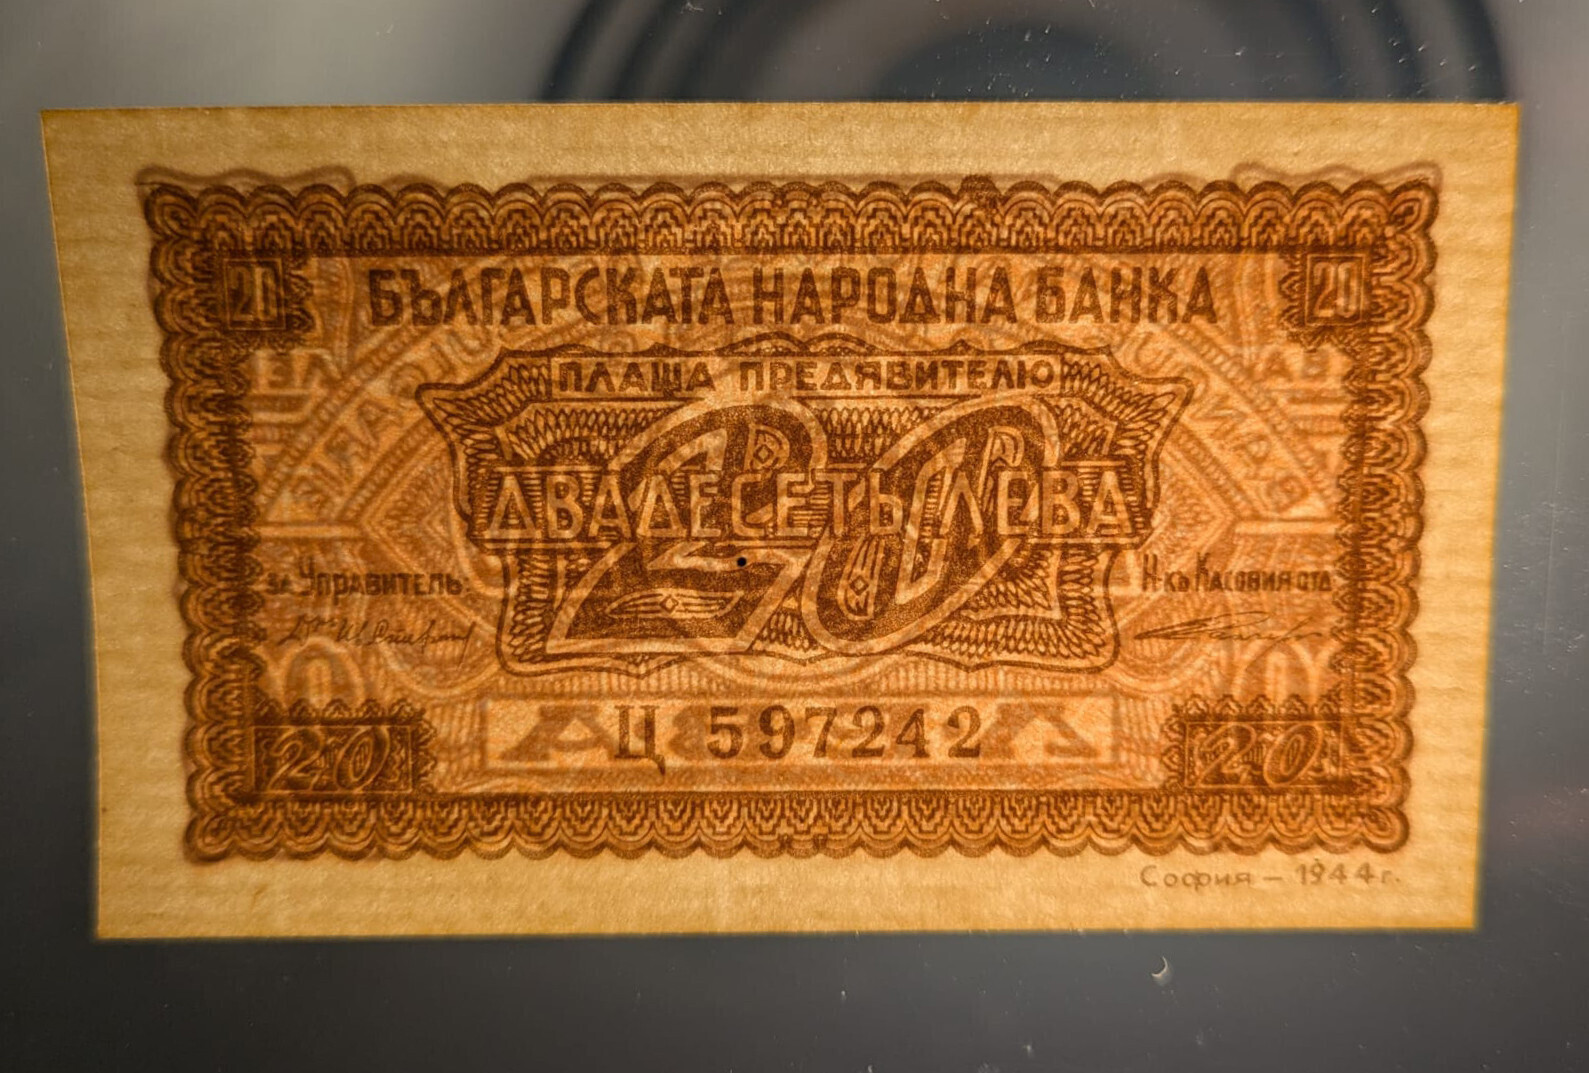 20 БЪЛГАРСКАТА НАРОДНА БАНКА 20
ПЛАЩА ПРЕДЯВИТЕЛЮ
20
ДВАДЕСЕТЬ ЛЕВА
ЗА УПРАВИТЕЛЬ:
Н-КЪ КАСОВИЯ ОТД.
Ц 597242
20 20
София – 1944 г.